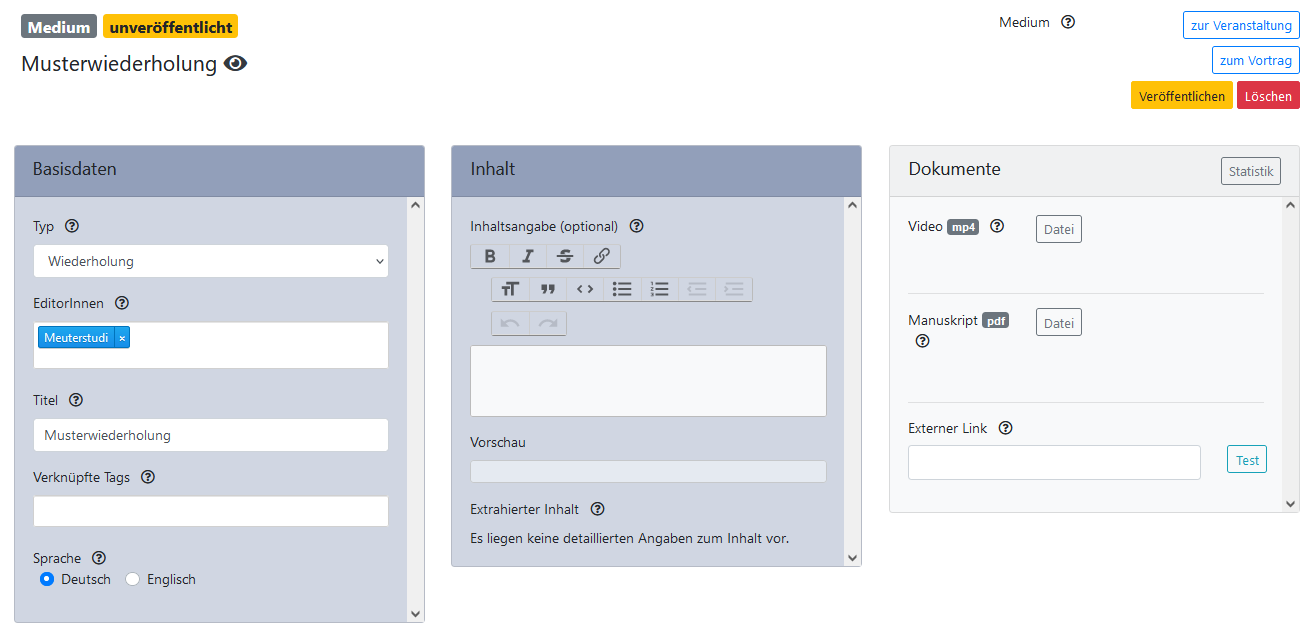 Medium unveröffentlicht
Musterwiederholung
Medium
zur Veranstaltung
zum Vortrag
Veröffentlichen Löschen
Basisdaten
Typ
Wiederholung
EditorInnen
Meuterstudi ×
Titel
Musterwiederholung
Verknüpfte Tags
Sprache
Deutsch Englisch
Inhalt
Inhaltsangabe (optional)
Vorschau
Extrahierter Inhalt
Es liegen keine detaillierten Angaben zum Inhalt vor.
Dokumente Statistik
Video mp4 Datei
Manuskript pdf Datei
Externer Link
Test